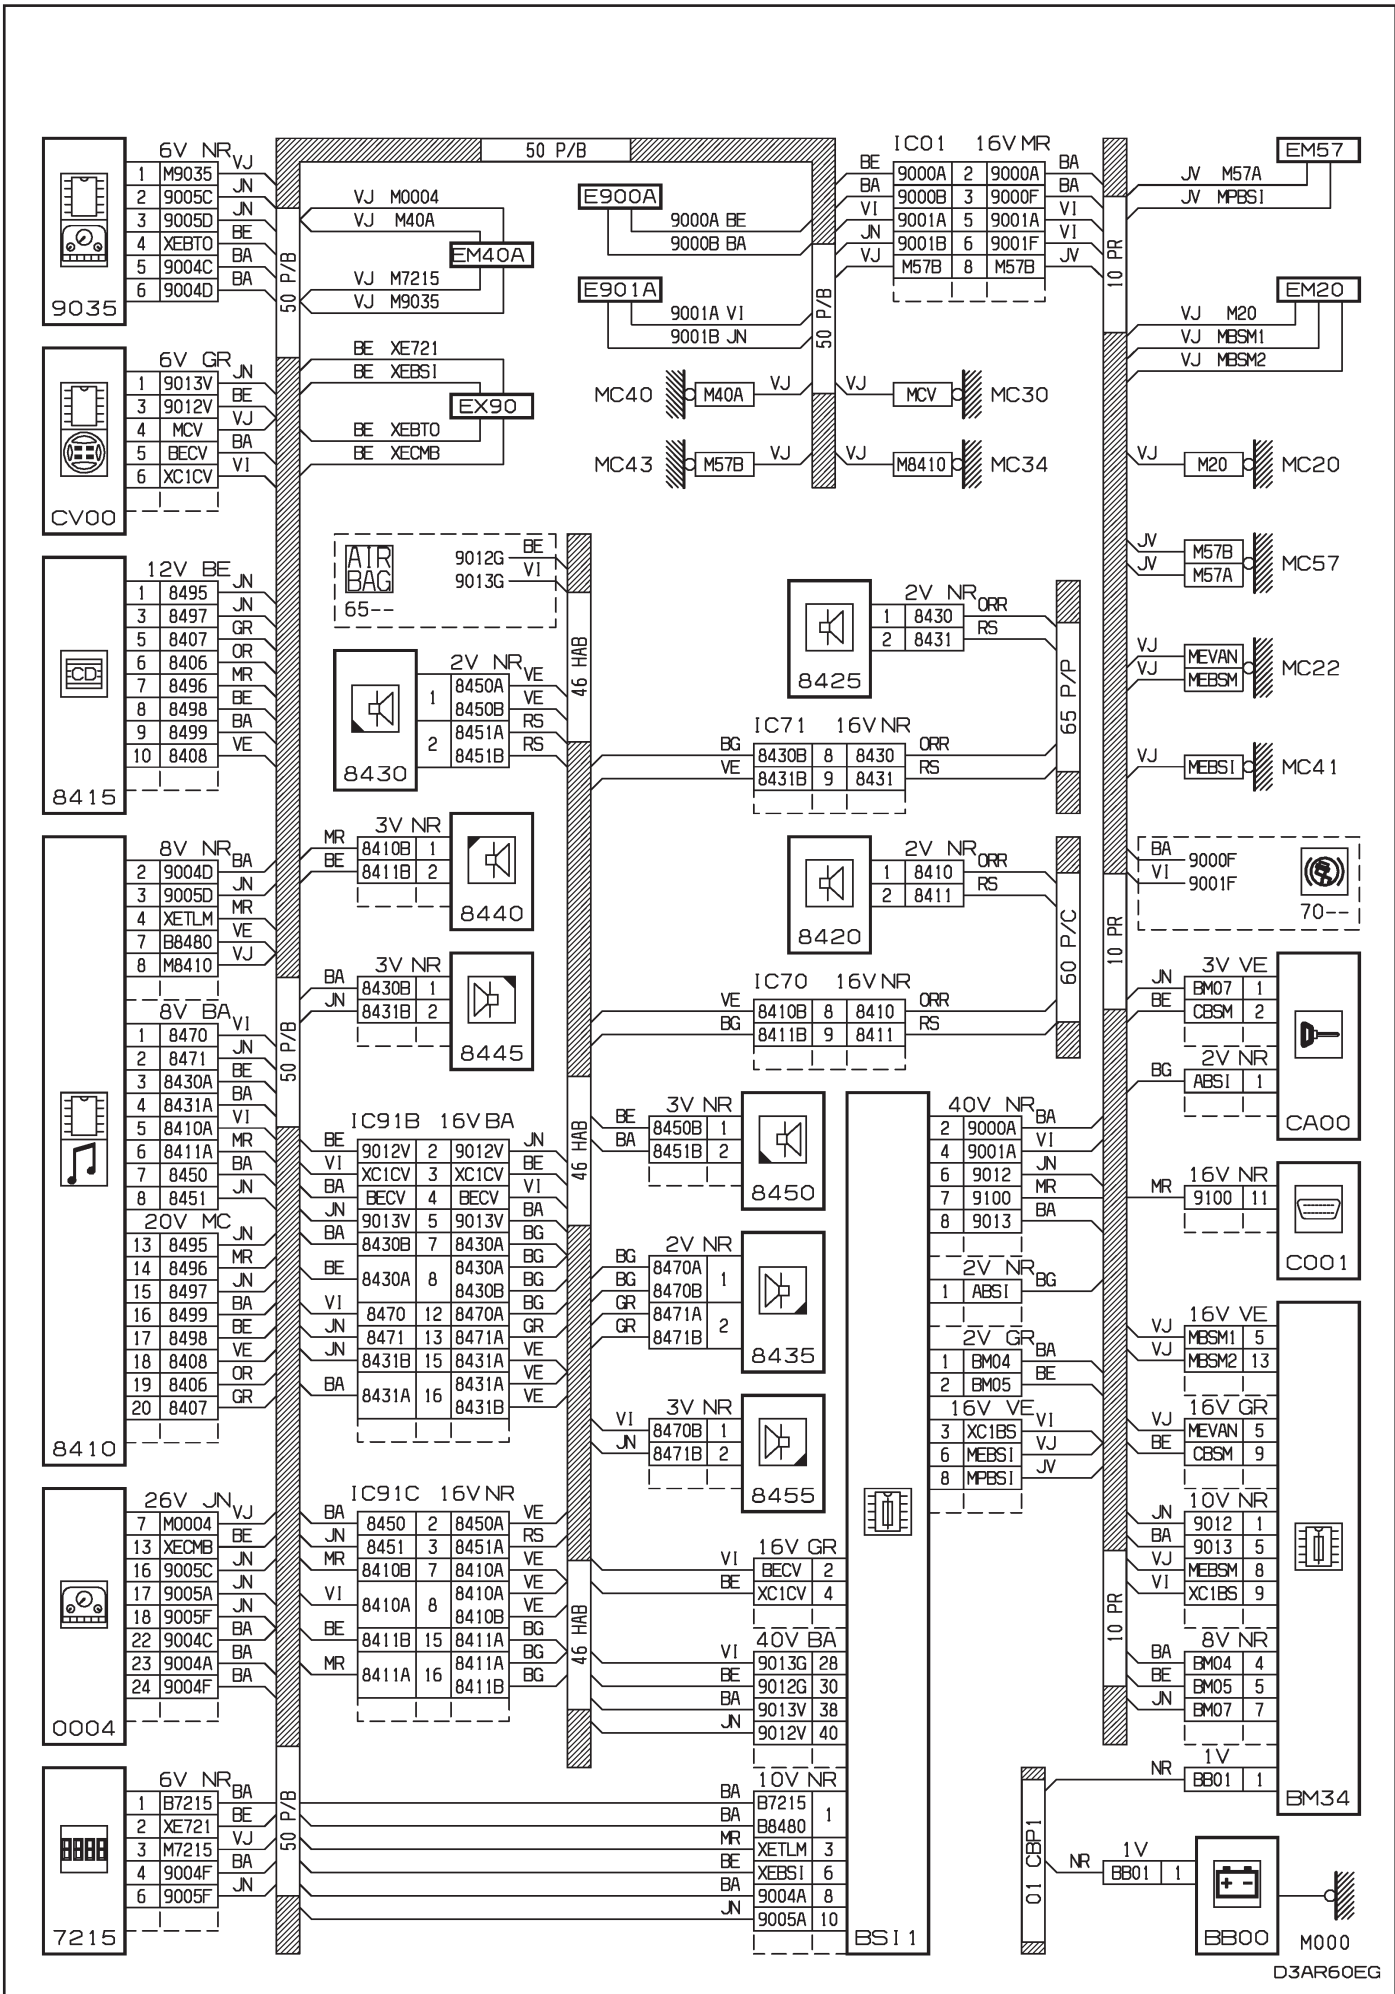 50 P/B
6V NR
1 M9035 VJ
2 9005C JN
3 9005D JN
4 XEBTO BE
5 9004C BA
6 9004D BA
9035
6V GR
1 9013V JN
3 9012V BE
4 MCV VJ
5 BECV BA
6 XC1CV VI
CV00
12V BE
1 8495 JN
3 8497 JN
5 8407 GR
6 8406 OR
7 8496 MR
8 8498 BE
9 8499 BA
10 8408 VE
CD
8415
8V NR
2 9004D BA
3 9005D JN
4 XETLM MR
7 B8480 VE
8 M8410 VJ
8V BA
1 8470 VI
2 8471 JN
3 8430A BE
4 8431A BA
5 8410A VI
6 8411A MR
7 8450 BA
8 8451 JN
20V MC
13 8495 JN
14 8496 MR
15 8497 JN
16 8499 BA
17 8498 BE
18 8408 VE
19 8406 OR
20 8407 GR
8410
26V JN
7 M0004 VJ
13 XECMB BE
16 9005C JN
17 9005A JN
18 9005F JN
22 9004C BA
23 9004A BA
24 9004F BA
0004
6V NR
1 B7215 BA
2 XE721 BE
3 M7215 VJ
4 9004F BA
6 9005F JN
7215
50 P/B
50 P/B
50 P/B
VJ M0004
VJ M40A
EM40A
VJ M7215
VJ M9035
BE XE721
BE XEBSI
EX90
BE XEBTO
BE XECMB
AIR
BAG
65--
9012G BE
9013G VI
46 HAB
2V NR
1 8450A VE
8450B VE
2 8451A RS
8451B RS
8430
3V NR
MR 8410B 1
BE 8411B 2
8440
3V NR
BA 8430B 1
JN 8431B 2
8445
IC91B 16V BA
BE 9012V 2 9012V JN
VI XC1CV 3 XC1CV BE
BA BECV 4 BECV VI
JN 9013V 5 9013V BA
BA 8430B 7 8430A BG
BE 8430A 8 8430A BG
8430B BG
VI 8470 12 8470A BG
JN 8471 13 8471A GR
JN 8431B 15 8431A VE
BA 8431A 16 8431A VE
8431B VE
IC91C 16V NR
BA 8450 2 8450A VE
JN 8451 3 8451A RS
MR 8410B 7 8410A VE
VI 8410A 8 8410A VE
8410B VE
BE 8411B 15 8411A BG
MR 8411A 16 8411A BG
8411B BG
46 HAB
46 HAB
E900A
9000A BE
9000B BA
E901A
9001A VI
9001B JN
50 P/B
IC01 16V MR
BE 9000A 2 9000A BA
BA 9000B 3 9000F BA
VI 9001A 5 9001A VI
JN 9001B 6 9001F VI
VJ M57B 8 M57B JV
MC40 M40A VJ
VJ MCV MC30
MC43 M57B VJ
VJ M8410 MC34
2V NR
1 8430 ORR
2 8431 RS
8425
65 P/P
IC71 16V NR
BG 8430B 8 8430 ORR
VE 8431B 9 8431 RS
2V NR
1 8410 ORR
2 8411 RS
8420
60 P/C
IC70 16V NR
VE 8410B 8 8410 ORR
BG 8411B 9 8411 RS
3V NR
BE 8450B 1
BA 8451B 2
8450
2V NR
BG 8470A 1
BG 8470B
GR 8471A 2
GR 8471B
8435
3V NR
VI 8470B 1
JN 8471B 2
8455
16V GR
VI BECV 2
BE XC1CV 4
40V BA
VI 9013G 28
BE 9012G 30
BA 9013V 38
JN 9012V 40
10V NR
BA B7215 1
BA B8480
MR XETLM 3
BE XEBSI 6
BA 9004A 8
JN 9005A 10
BSI1
40V NR
2 9000A BA
4 9001A VI
6 9012 JN
7 9100 MR
8 9013 BA
2V NR
1 ABSI BG
2V GR
1 BM04 BA
2 BM05 BE
16V VE
3 XC1BS VI
6 MEBSI VJ
8 MPBSI JV
10 PR
10 PR
10 PR
EM57
JV M57A
JV MPBSI
EM20
VJ M20
VJ MBSM1
VJ MBSM2
VJ M20 MC20
JV M57B
JV M57A
MC57
VJ MEVAN
VJ MEBSM
MC22
VJ MEBSI MC41
BA 9000F
VI 9001F
70--
3V VE
JN BM07 1
BE CBSM 2
2V NR
BG ABSI 1
CA00
16V NR
MR 9100 11
C001
16V VE
VJ MBSM1 5
VJ MBSM2 13
16V GR
VJ MEVAN 5
BE CBSM 9
10V NR
JN 9012 1
BA 9013 5
VJ MEBSM 8
VI XC1BS 9
8V NR
BA BM04 4
BE BM05 5
JN BM07 7
1V
NR BB01 1
BM34
01 CBP1
1V
NR BB01 1
+ -
BB00
M000
D3AR60EG